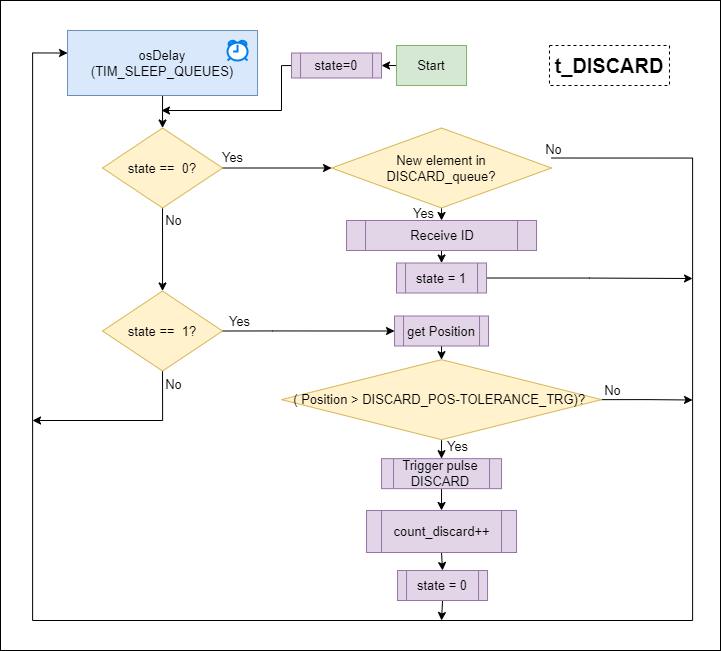 osDelay
(TIM_SLEEP_QUEUES)
state=0
Start
t_DISCARD
state == 0?
Yes
New element in
DISCARD_queue?
No
No
Yes
Receive ID
state = 1
state == 1?
Yes
get Position
No
( Position > DISCARD_POS-TOLERANCE_TRG)?
No
Yes
Trigger pulse
DISCARD
count_discard++
state = 0